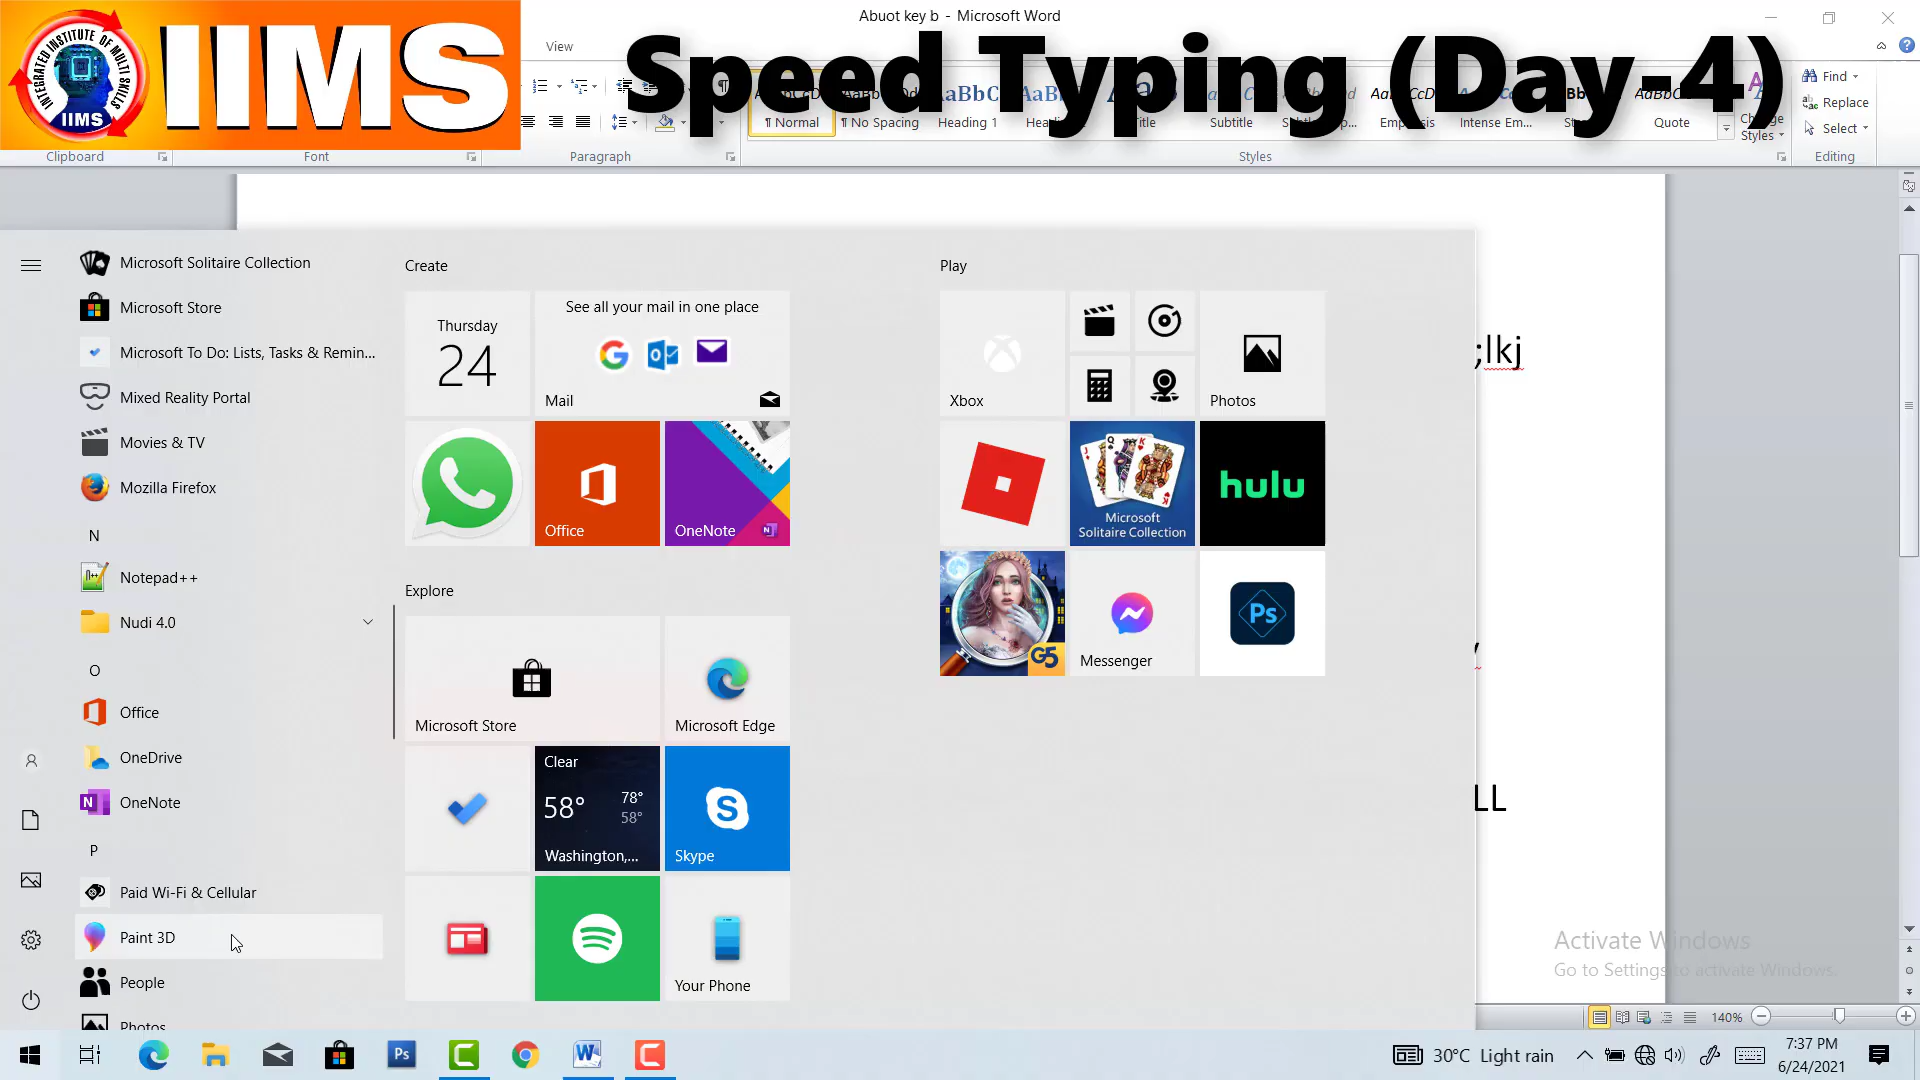 Abuot key b - Microsoft Word
INTEGRATED INSTITUTE OF MULTI SKILLS
IIMS
IIMS
Speed Typing (Day-4)
View
Find
Replace
Select
¶ Normal
¶ No Spacing
Heading 1
Title
Subtitle
Emphasis
Intense Em...
Quote
Change
Styles
Clipboard
Font
Paragraph
Styles
Editing
;lkj
LL
Microsoft Solitaire Collection
Microsoft Store
Microsoft To Do: Lists, Tasks & Remin...
Mixed Reality Portal
Movies & TV
Mozilla Firefox
N
Notepad++
Nudi 4.0
O
Office
OneDrive
OneNote
P
Paid Wi-Fi & Cellular
Paint 3D
People
Photos
Create
Thursday
24
See all your mail in one place
Mail
Office
OneNote
Explore
Microsoft Store
Microsoft Edge
Clear
58°
78°
58°
Washington,...
Skype
Your Phone
Play
Xbox
Photos
Microsoft
Solitaire Collection
hulu
G5
Messenger
Ps
Activate Windows
Go to Settings to activate Windows.
140%
Ps
30°C Light rain
7:37 PM
6/24/2021